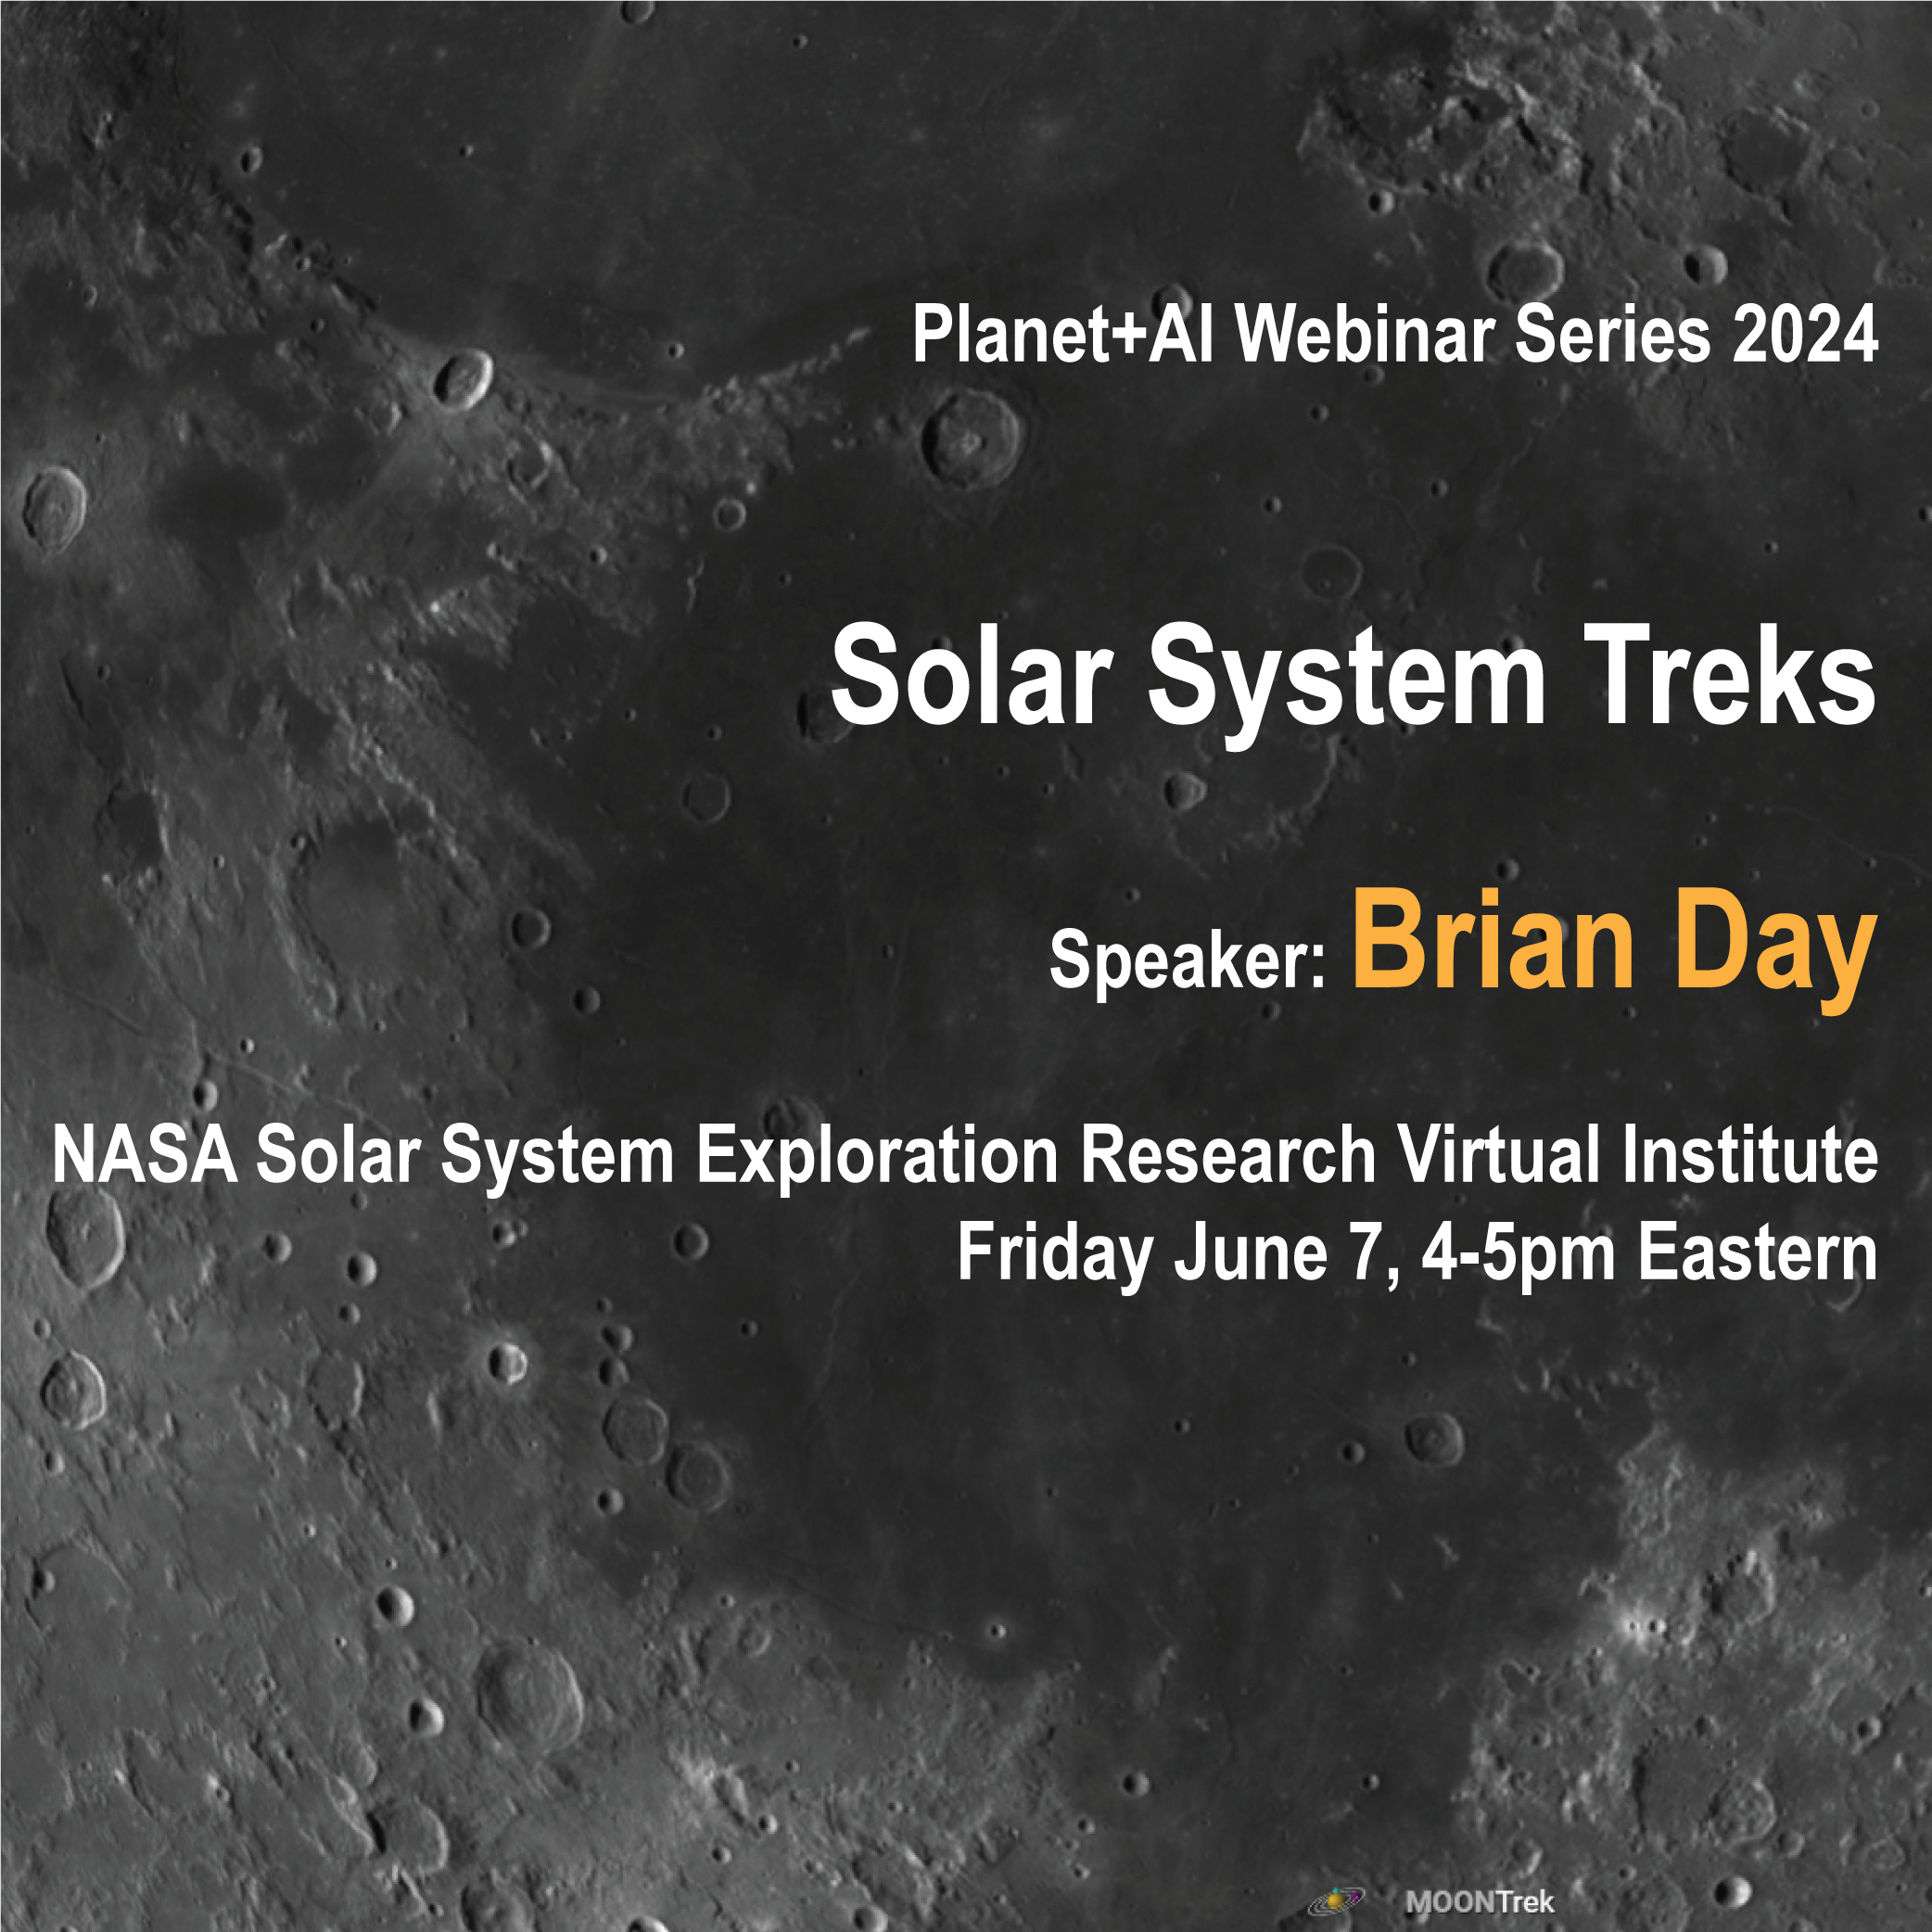 Planet+AI Webinar Series 2024
Solar System Treks
Speaker: Brian Day
NASA Solar System Exploration Research Virtual Institute
Friday June 7, 4-5pm Eastern
MOONTrek